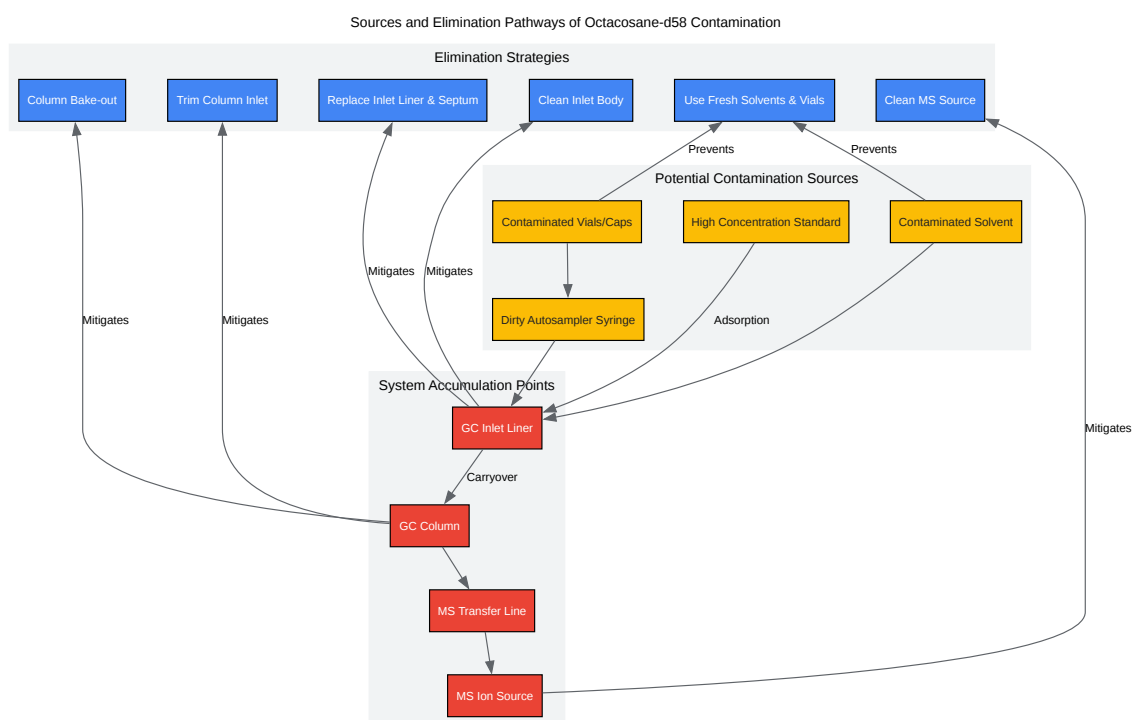 Sources and Elimination Pathways of Octacosane-d58 Contamination
Elimination Strategies
Column Bake-out
Trim Column Inlet
Replace Inlet Liner & Septum
Clean Inlet Body
Use Fresh Solvents & Vials
Clean MS Source
Prevents
Prevents
Potential Contamination Sources
Contaminated Vials/Caps
High Concentration Standard
Contaminated Solvent
Mitigates
Mitigates
Dirty Autosampler Syringe
Mitigates
Mitigates
Adsorption
System Accumulation Points
GC Inlet Liner
Mitigates
Carryover
GC Column
MS Transfer Line
MS Ion Source